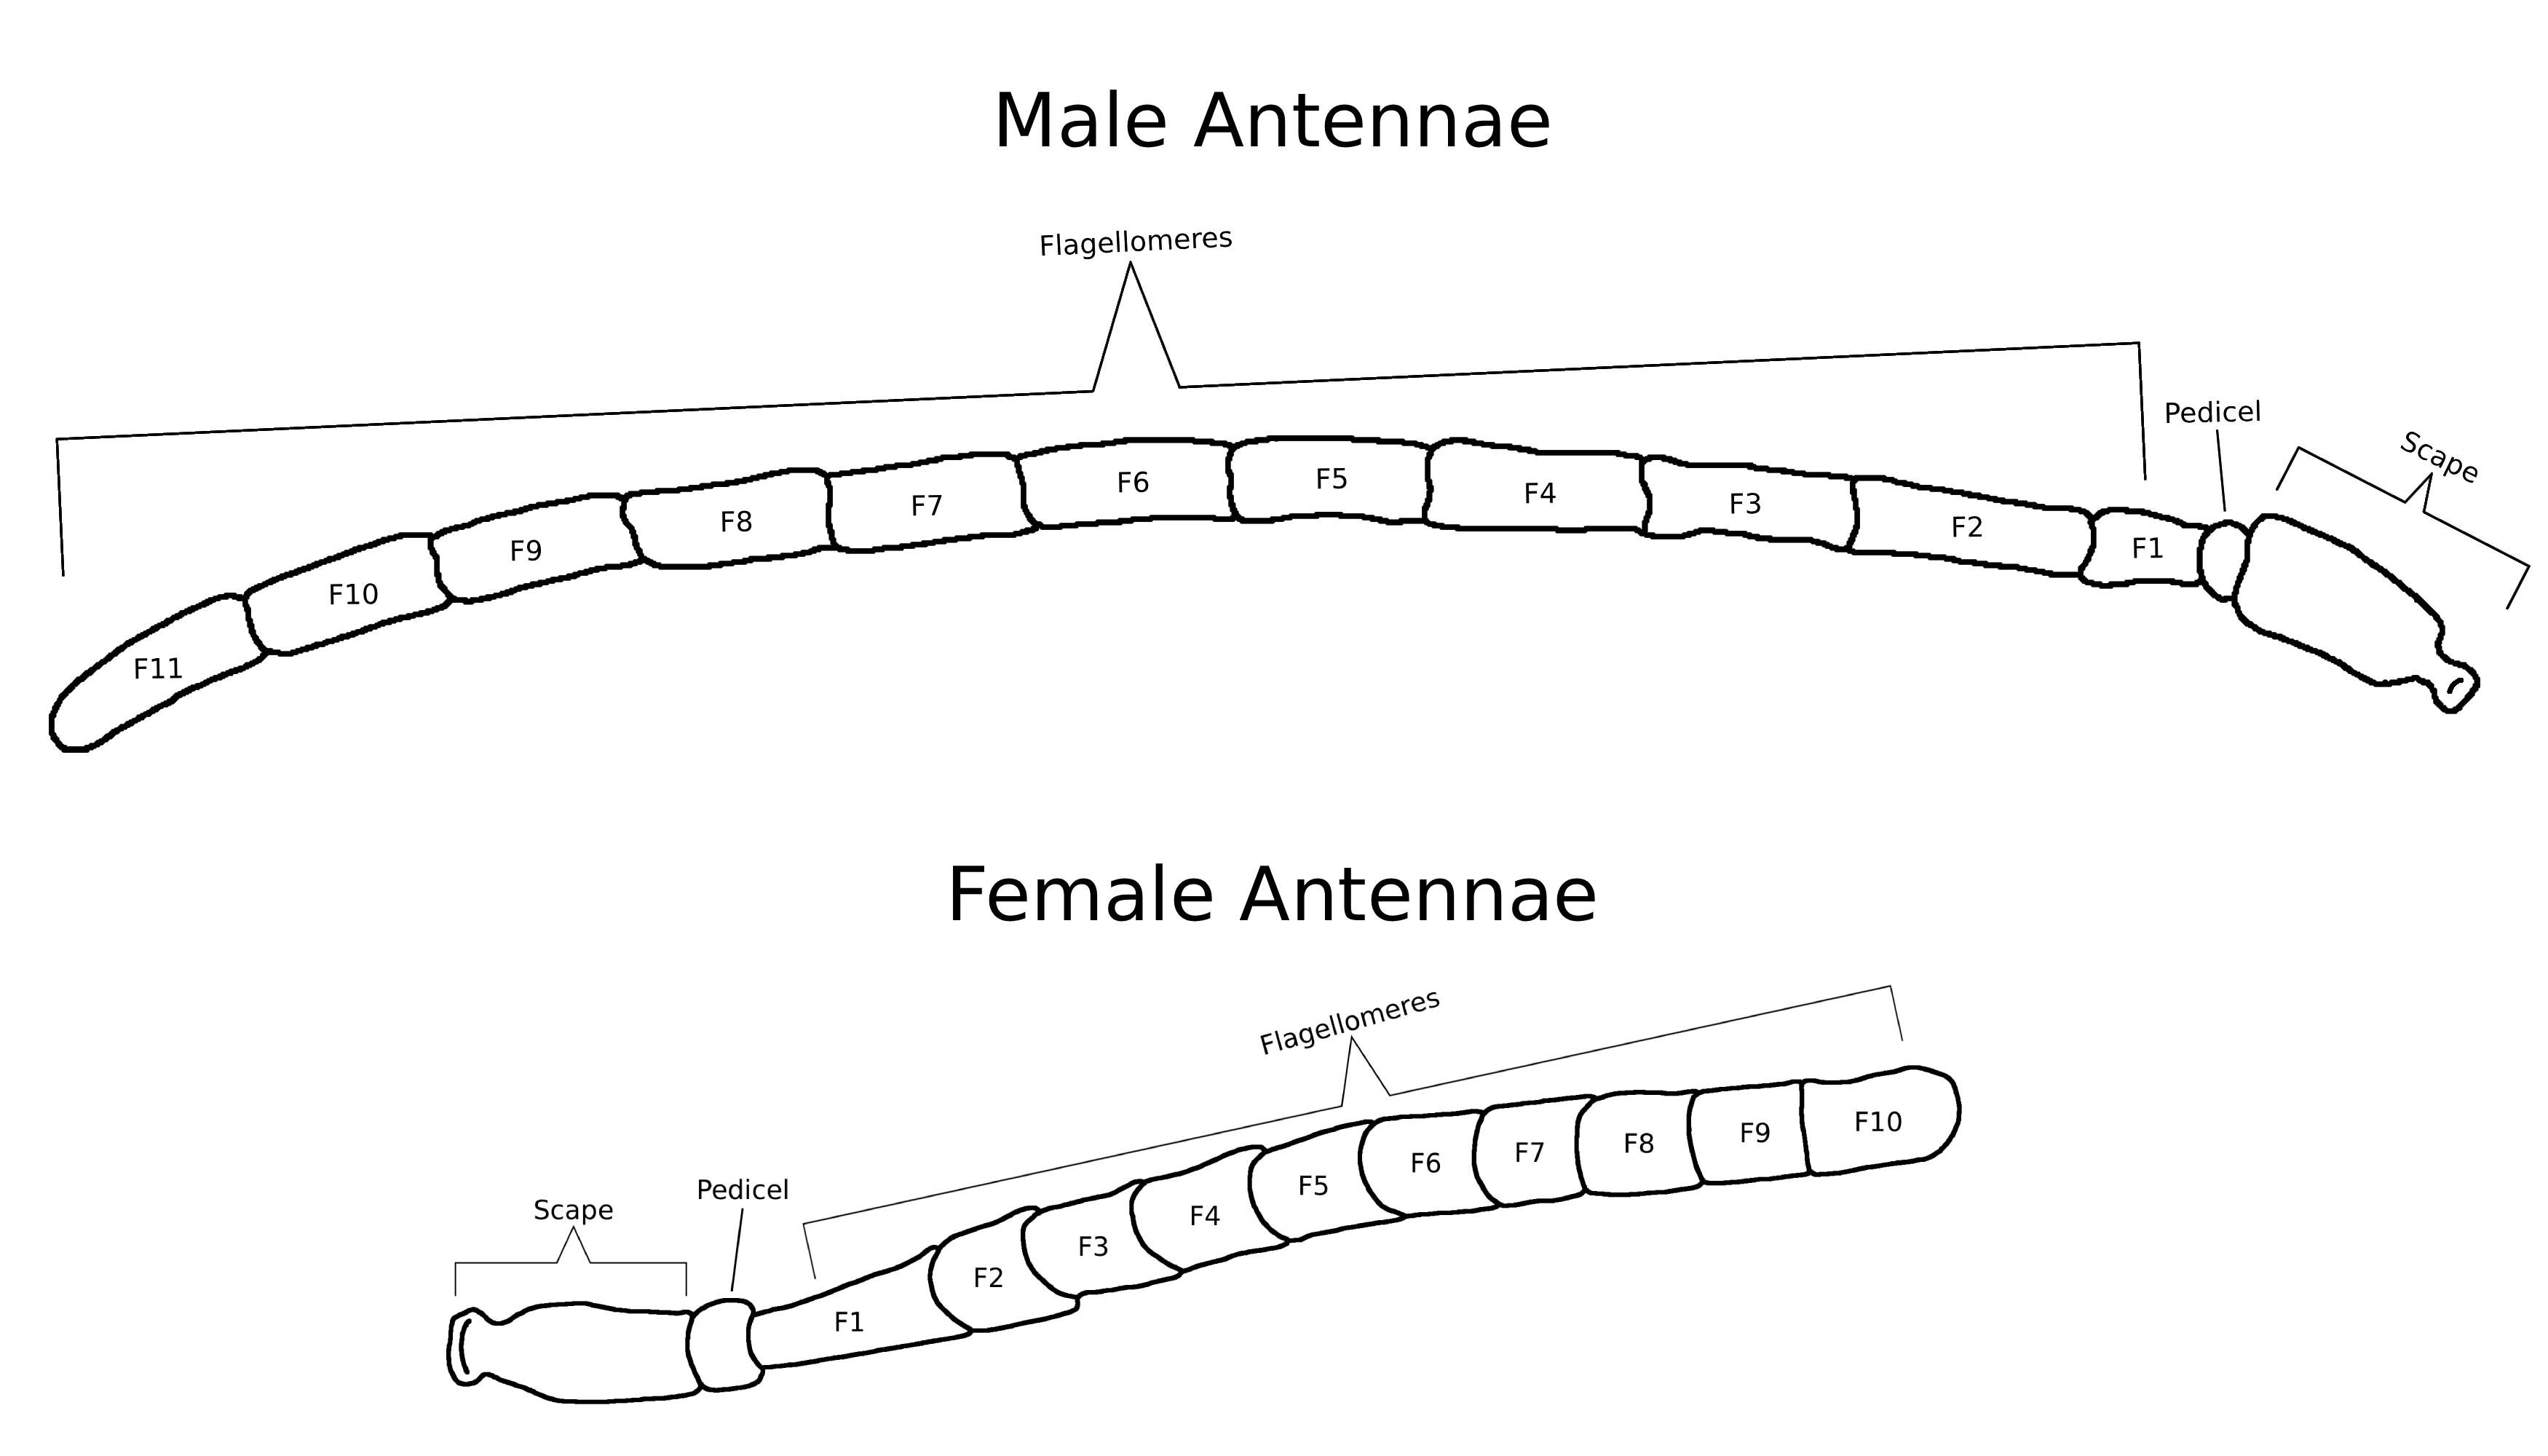 Male Antennae
Flagellomeres
Pedicel
Scape
F11
F10
F9
F8
F7
F6
F5
F4
F3
F2
F1
Female Antennae
Flagellomeres
Scape
Pedicel
F1
F2
F3
F4
F5
F6
F7
F8
F9
F10